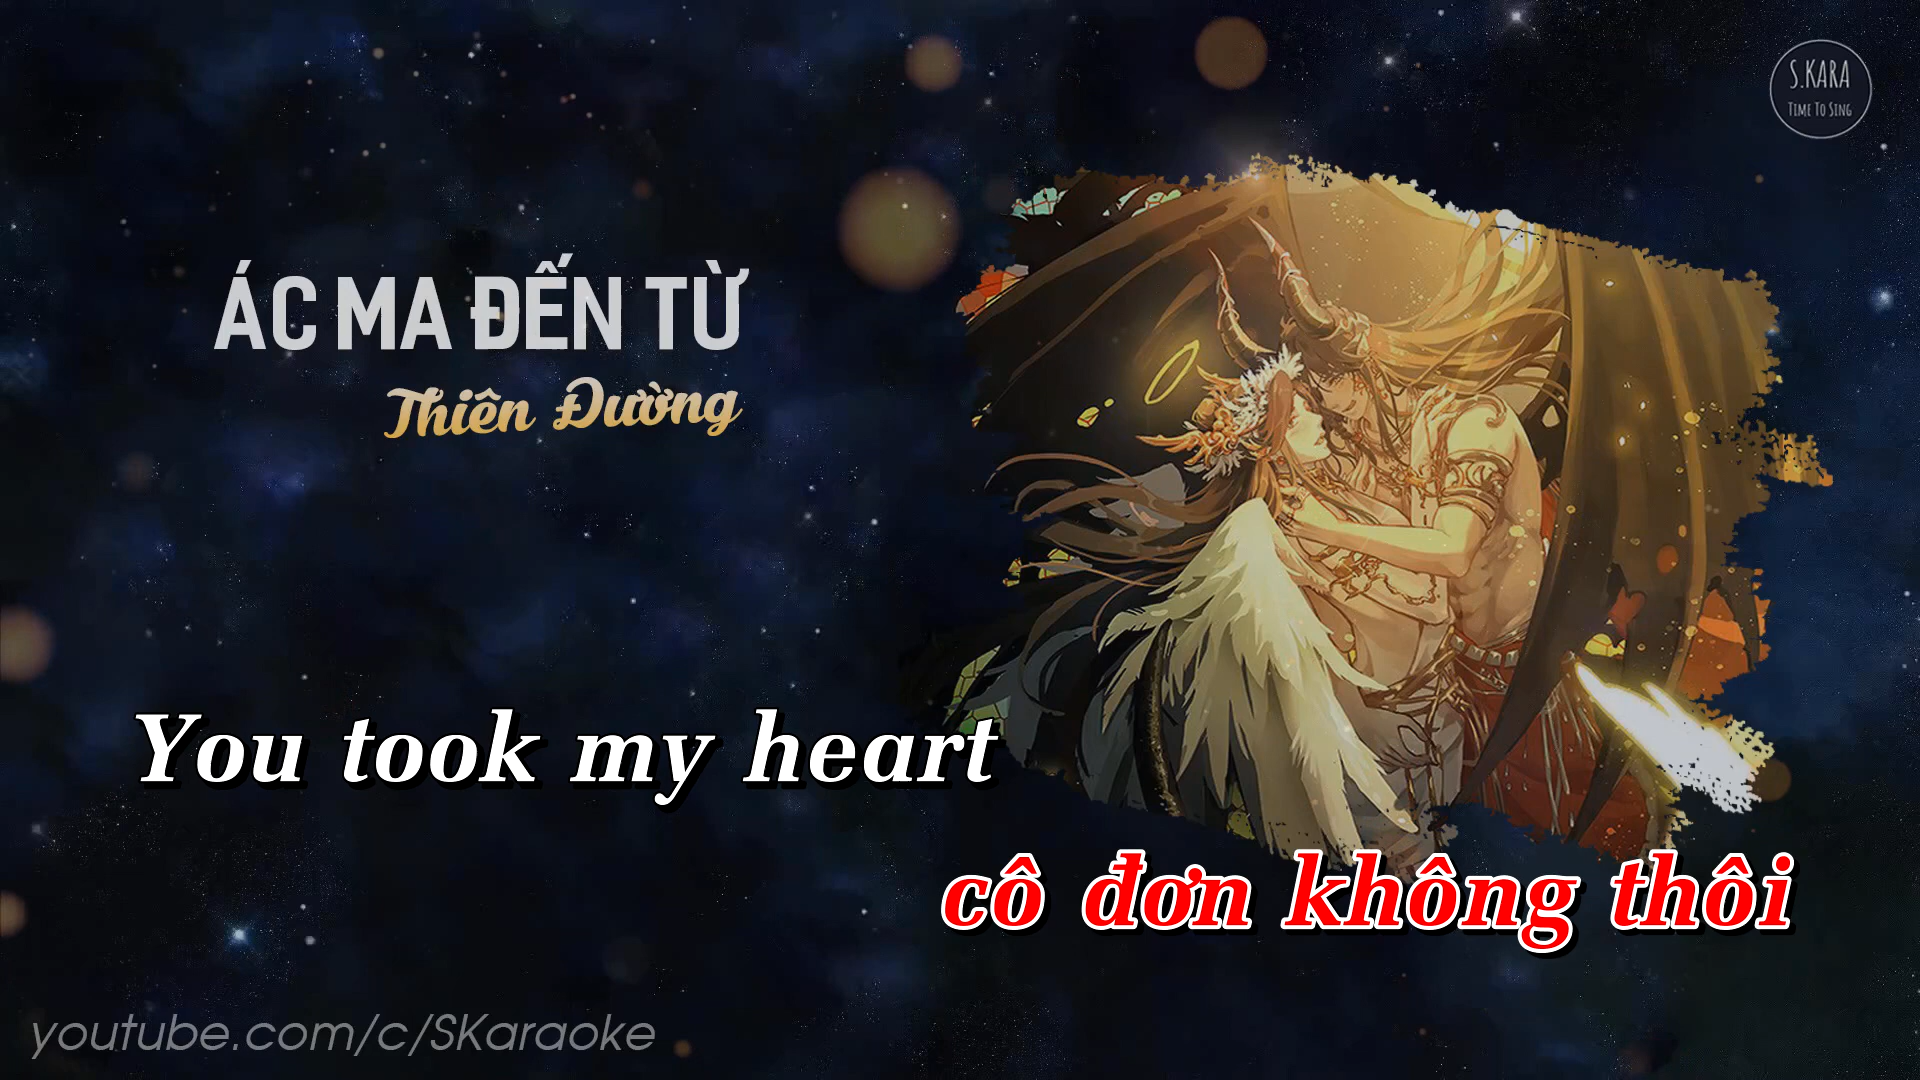 S.KARA
TIME TO SING
ÁC MA ĐẾN TỪ
Thiên Đường
You took my heart
cô đơn không thôi
youtube.com/c/SKaraoke